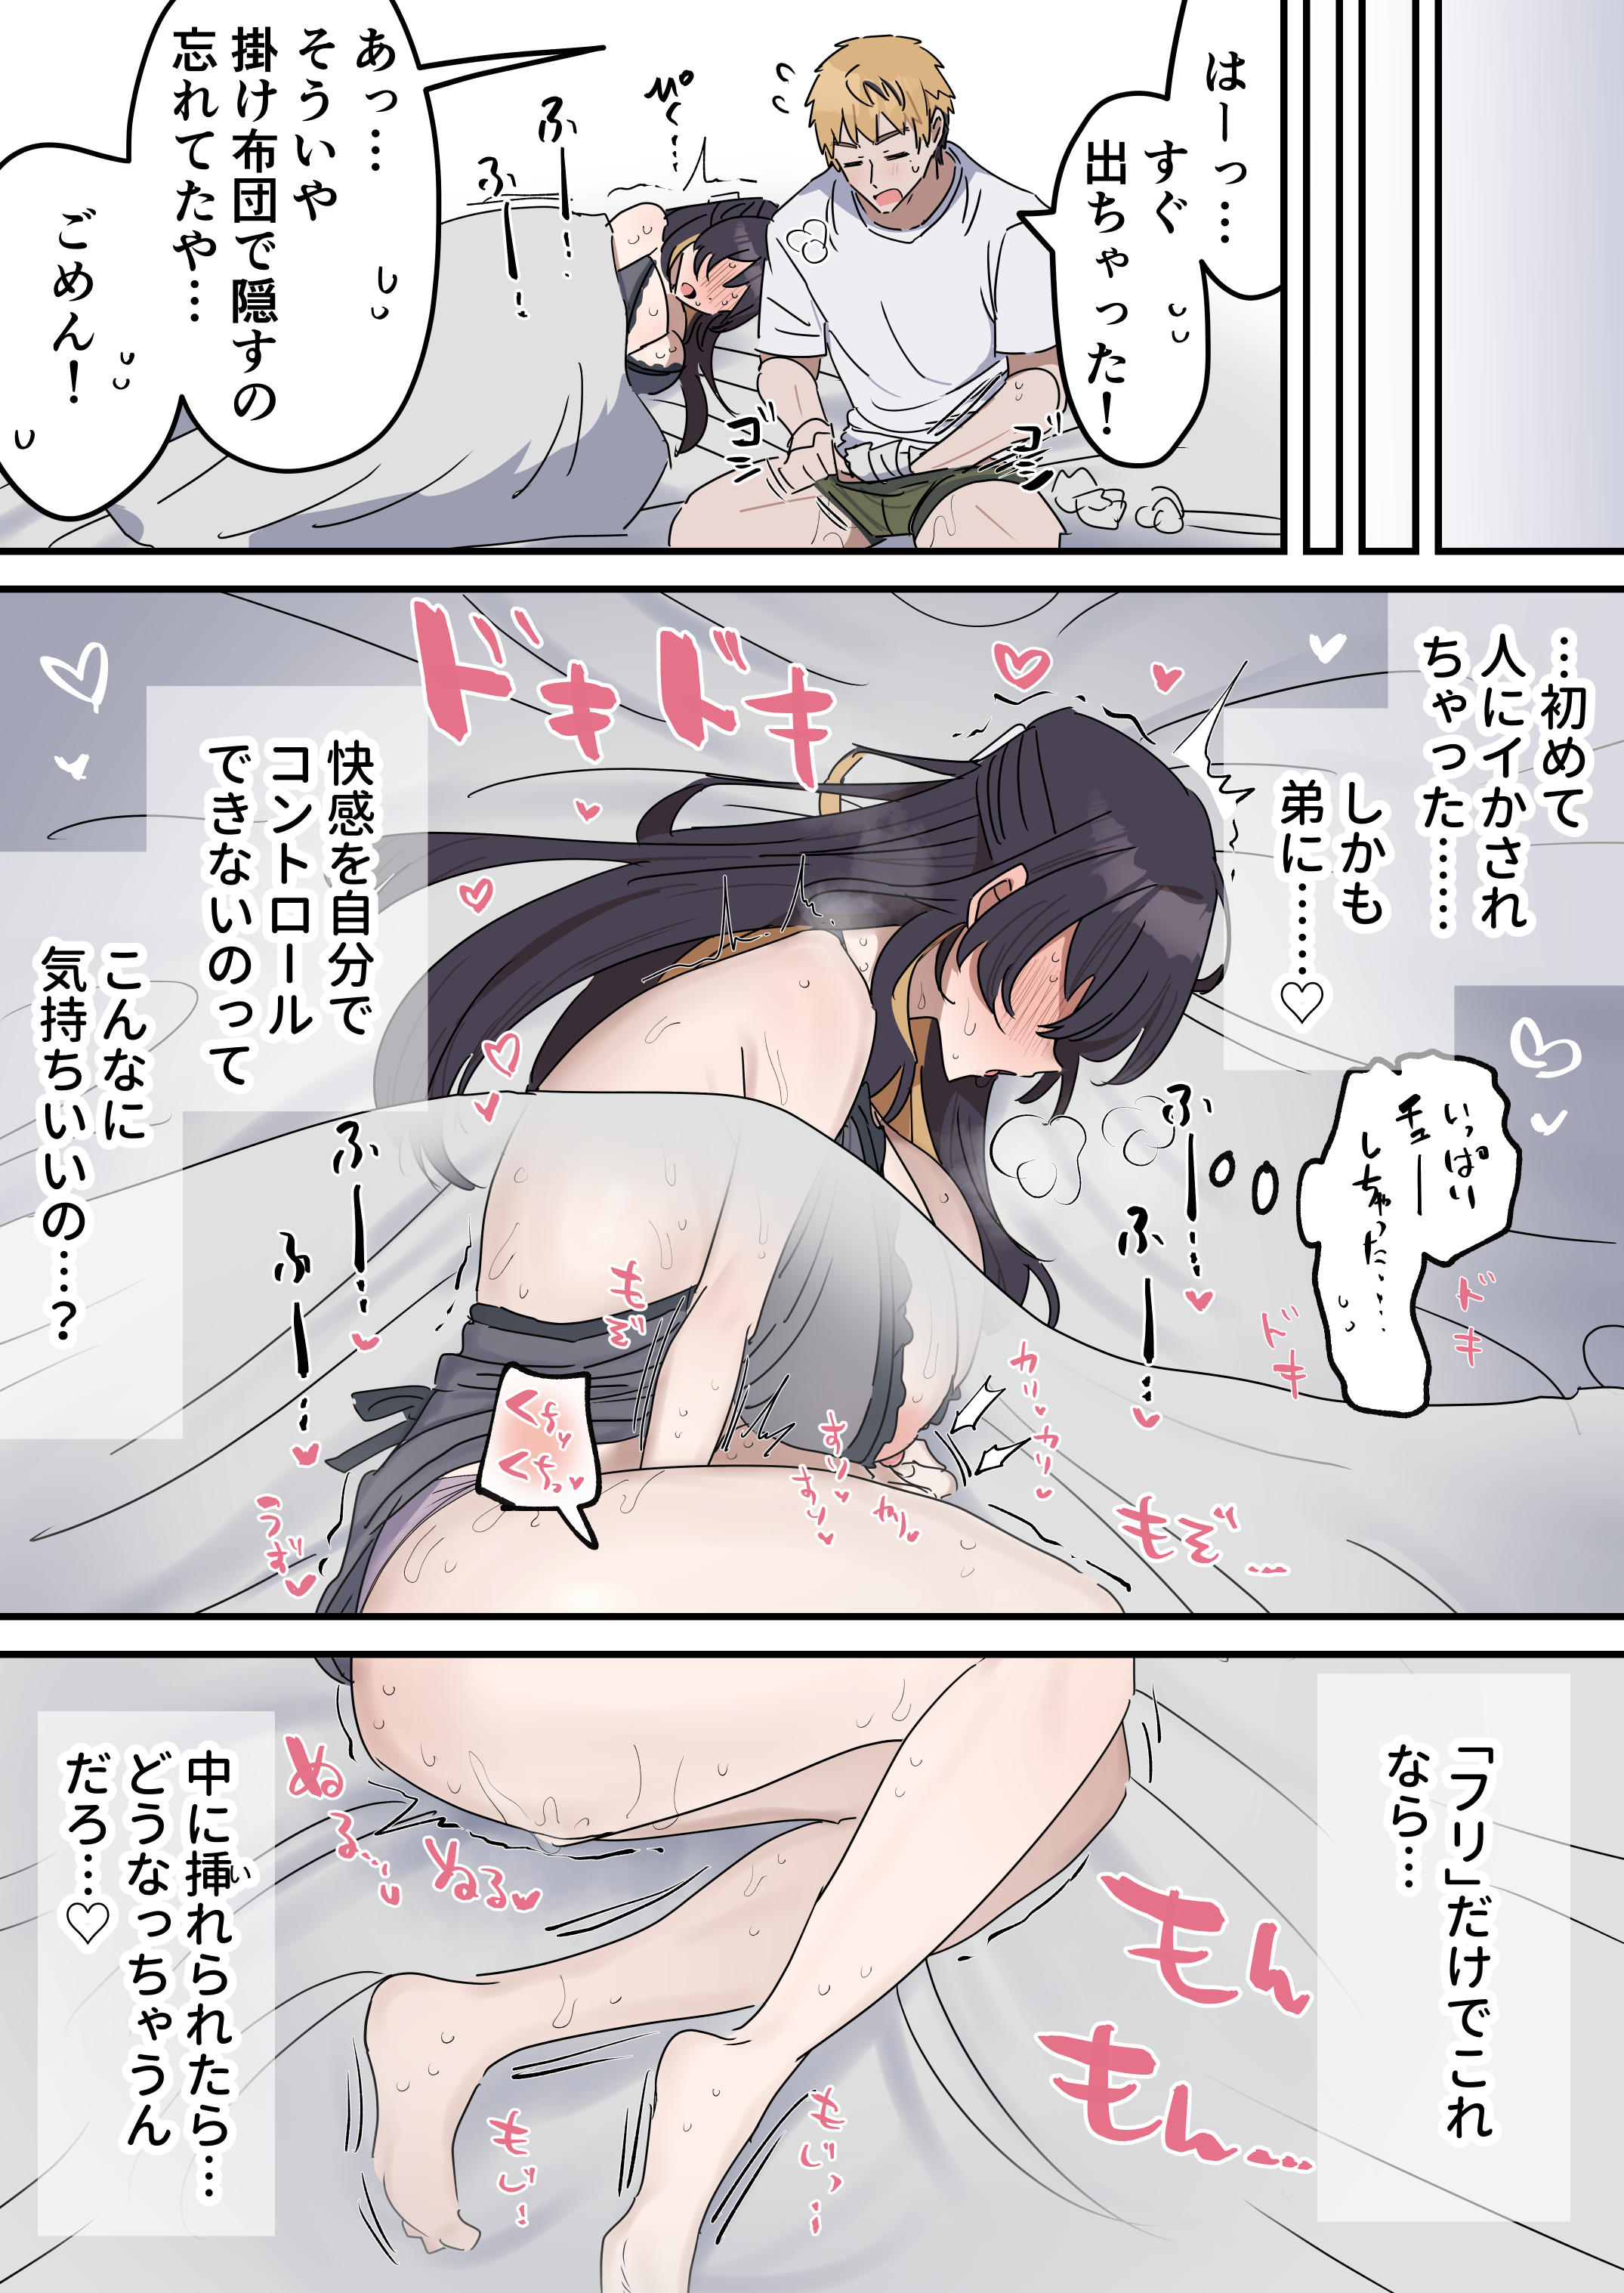 はーっ…
すぐ
出ちゃった！
あっ…
そういや
掛け布団で隠すの
忘れてたや…
ごめん！
ふー…
ふー…
ゴシ
ゴシ
…初めて
人にイかされ
ちゃった……
しかも
弟に……♡
いっぱい
チュー
しちゃった…
ドキドキ
ドキ
ドキ
快感を自分で
コントロール
できないのって
こんなに
気持ちいいの…？
ふー…
ふー…
ふー…♥
ふー…♥
もぞ
くちゅ
くちっ♥
カリ♥
カリ♥
すり♥
すり♥
もぞ…
うずッ♥
「フリ」だけでこれ
なら…
もんもん…
ぬる…
ぬる♥
もじ…
もじ…
中に挿れられたら…
い
どうなっちゃうん
だろ…♡